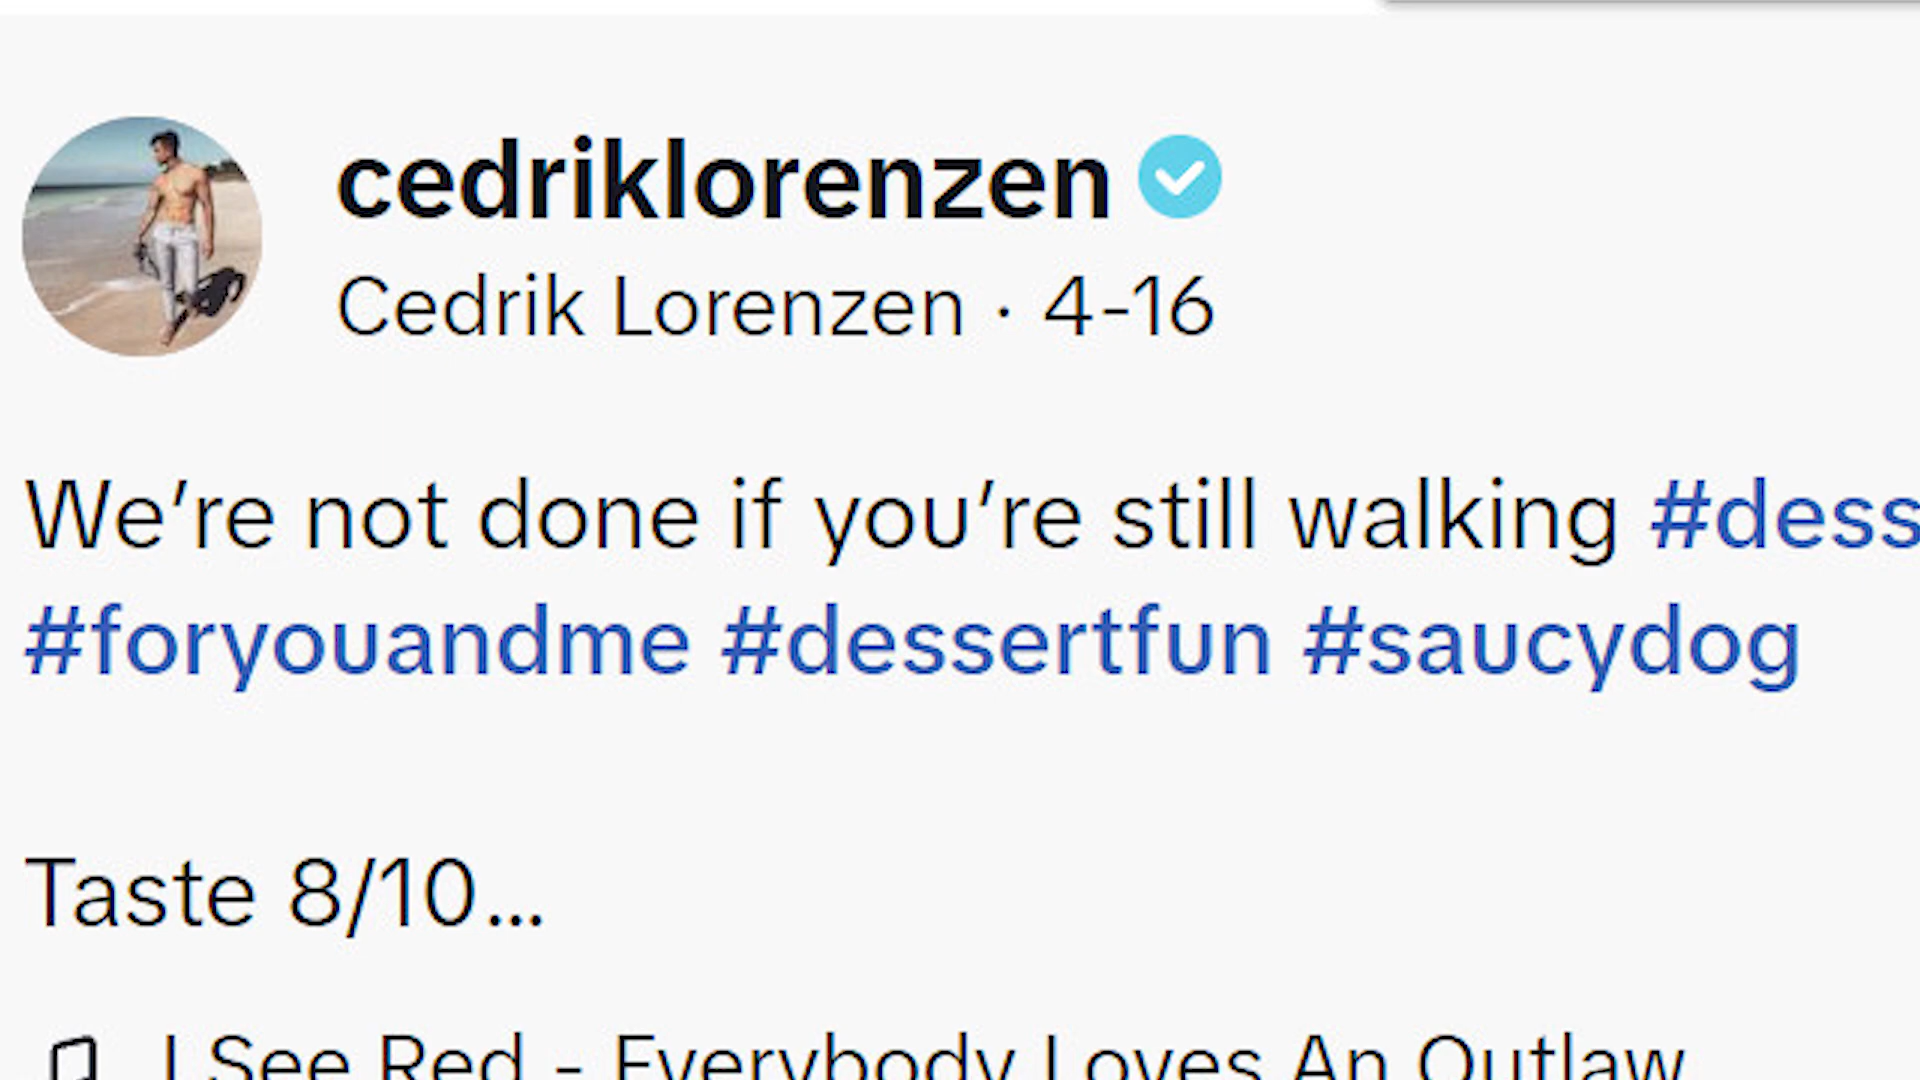 cedriklorenzen
Cedrik Lorenzen · 4-16
We’re not done if you’re still walking #dess
#foryouandme #dessertfun #saucydog
Taste 8/10...
I See Red - Everybody Loves An Outlaw